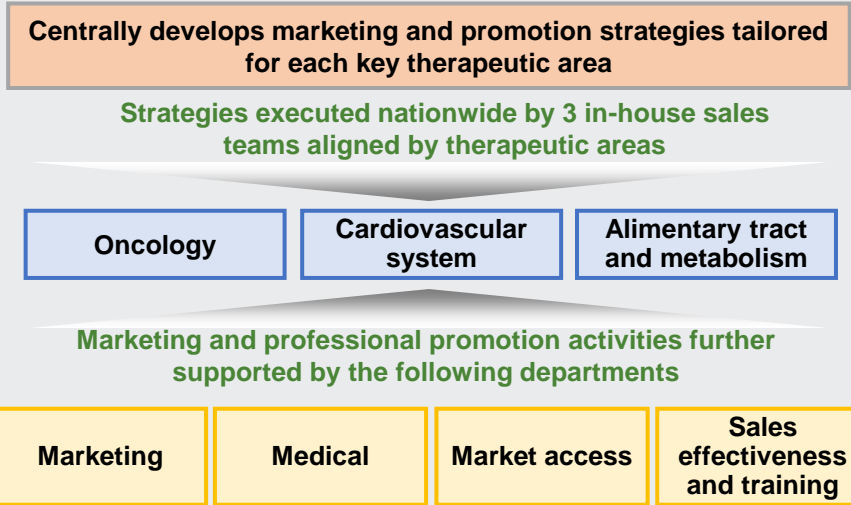 Centrally develops marketing and promotion strategies tailored
for each key therapeutic area
Strategies executed nationwide by 3 in-house sales
teams aligned by therapeutic areas
Oncology
Cardiovascular
system
Alimentary tract
and metabolism
Marketing and professional promotion activities further
supported by the following departments
Marketing
Medical
Market access
Sales
effectiveness
and training